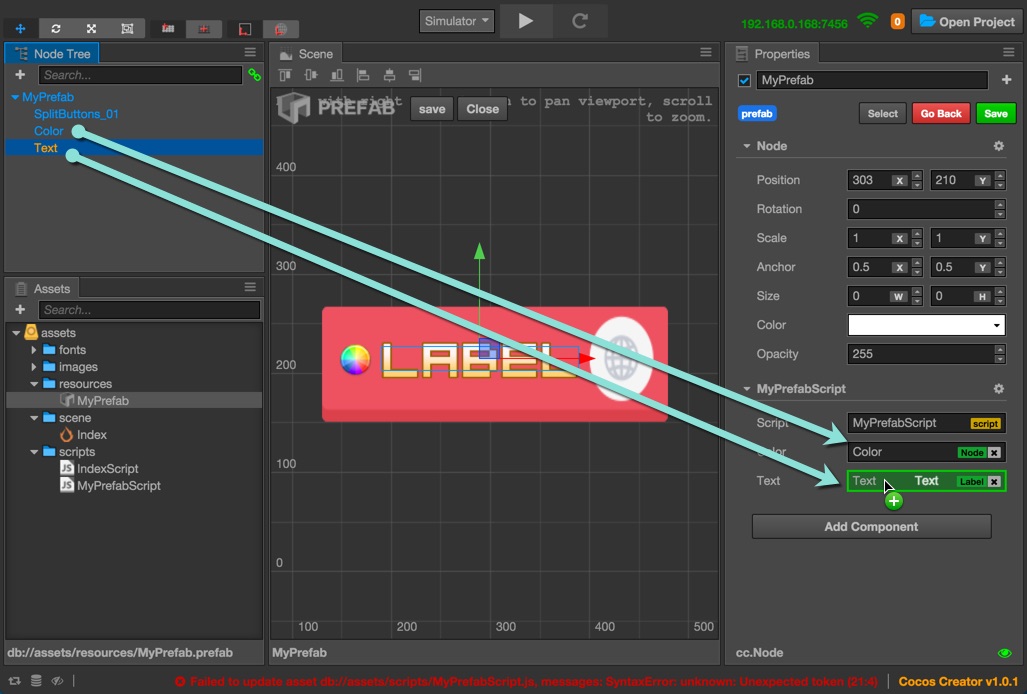 Simulator
192.168.0.168:7456
0
Open Project
Node Tree
Search...
MyPrefab
SplitButtons_01
Color
Text
Assets
Search...
assets
fonts
images
resources
MyPrefab
scene
Index
scripts
JS IndexScript
JS MyPrefabScript
db://assets/resources/MyPrefab.prefab
Scene
with right to pan viewport, scroll
to zoom.
PREFAB
save
Close
400
300
200
100
0
LABEL
100
200
300
400
500
MyPrefab
Properties
MyPrefab
prefab
Select
Go Back
Save
Node
Position 303 X 210 Y
Rotation 0
Scale 1 X 1 Y
Anchor 0.5 X 0.5 Y
Size 0 W 0 H
Color
Opacity 255
MyPrefabScript
Script MyPrefabScript script
Color Color Node
Text Text Text Label
Add Component
cc.Node
Failed to update asset db://assets/scripts/MyPrefabScript.js, messages: SyntaxError: unknown: Unexpected token (21:4)
Cocos Creator v1.0.1